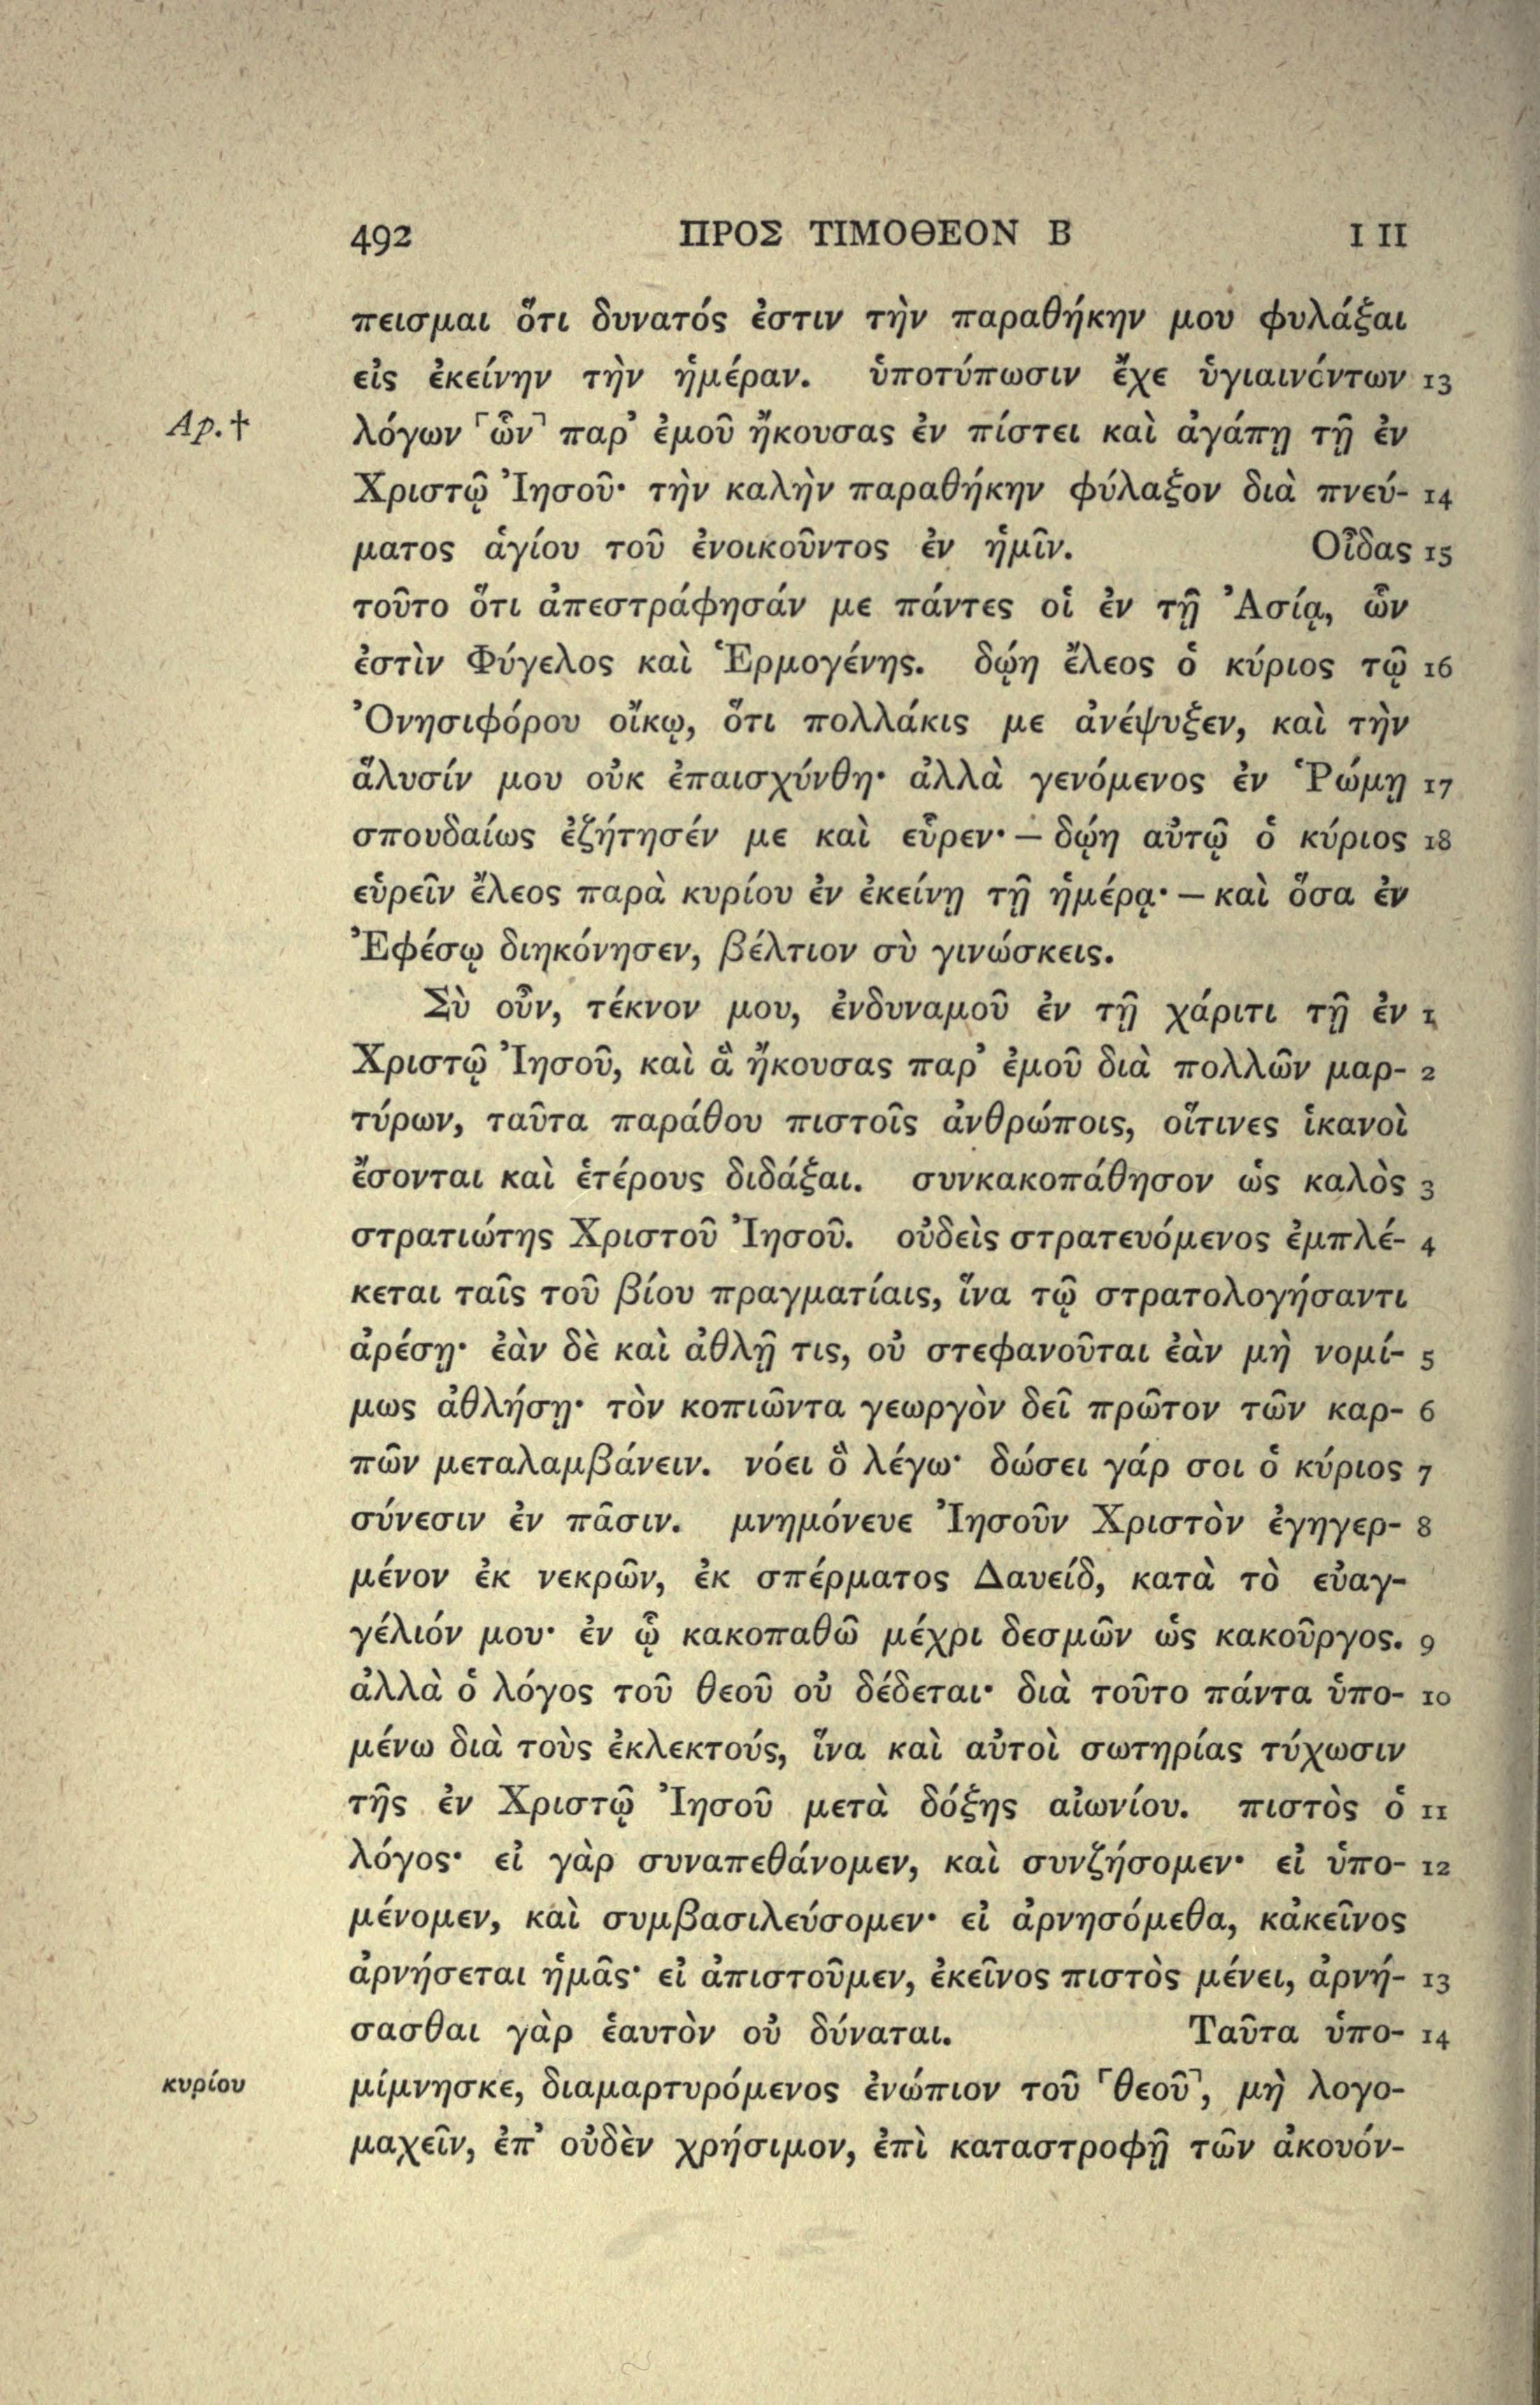 492 ΠΡΟΣ ΤΙΜΟΘΕΟΝ Β I II
πεισμαι ὅτι δυνατός ἐστιν τὴν παραθήκην μου φυλάξαι
εἰς ἐκείνην τὴν ἡμέραν. ὑποτύπωσιν ἔχε ὑγιαινόντων 13
Ap.† λόγων ⸢ὧν⸣ παρ’ ἐμοῦ ἤκουσας ἐν πίστει καὶ ἀγάπῃ τῇ ἐν
Χριστῷ Ἰησοῦ· τὴν καλὴν παραθήκην φύλαξον διὰ πνεύ- 14
ματος ἁγίου τοῦ ἐνοικοῦντος ἐν ἡμῖν. Οἶδας 15
τοῦτο ὅτι ἀπεστράφησάν με πάντες οἱ ἐν τῇ Ἀσίᾳ, ὧν
ἐστὶν Φύγελος καὶ Ἑρμογένης. δῴη ἔλεος ὁ κύριος τῷ 16
Ὀνησιφόρου οἴκῳ, ὅτι πολλάκις με ἀνέψυξεν, καὶ τὴν
ἅλυσίν μου οὐκ ἐπαισχύνθη· ἀλλὰ γενόμενος ἐν Ῥώμῃ 17
σπουδαίως ἐζήτησέν με καὶ εὗρεν· — δῴη αὐτῷ ὁ κύριος 18
εὑρεῖν ἔλεος παρὰ κυρίου ἐν ἐκείνῃ τῇ ἡμέρᾳ· — καὶ ὅσα ἐν
Ἐφέσῳ διηκόνησεν, βέλτιον σὺ γινώσκεις.
Σὺ οὖν, τέκνον μου, ἐνδυναμοῦ ἐν τῇ χάριτι τῇ ἐν 1
Χριστῷ Ἰησοῦ, καὶ ἃ ἤκουσας παρ’ ἐμοῦ διὰ πολλῶν μαρ- 2
τύρων, ταῦτα παράθου πιστοῖς ἀνθρώποις, οἵτινες ἱκανοὶ
ἔσονται καὶ ἑτέρους διδάξαι. συνκακοπάθησον ὡς καλὸς 3
στρατιώτης Χριστοῦ Ἰησοῦ. οὐδεὶς στρατευόμενος ἐμπλέ- 4
κεται ταῖς τοῦ βίου πραγματίαις, ἵνα τῷ στρατολογήσαντι
ἀρέσῃ· ἐὰν δὲ καὶ ἀθλῇ τις, οὐ στεφανοῦται ἐὰν μὴ νομί- 5
μως ἀθλήσῃ· τὸν κοπιῶντα γεωργὸν δεῖ πρῶτον τῶν καρ- 6
πῶν μεταλαμβάνειν. νόει ὃ λέγω· δώσει γάρ σοι ὁ κύριος 7
σύνεσιν ἐν πᾶσιν. μνημόνευε Ἰησοῦν Χριστὸν ἐγηγερ- 8
μένον ἐκ νεκρῶν, ἐκ σπέρματος Δαυείδ, κατὰ τὸ εὐαγ-
γέλιόν μου· ἐν ᾧ κακοπαθῶ μέχρι δεσμῶν ὡς κακοῦργος. 9
ἀλλὰ ὁ λόγος τοῦ θεοῦ οὐ δέδεται· διὰ τοῦτο πάντα ὑπο- 10
μένω διὰ τοὺς ἐκλεκτούς, ἵνα καὶ αὐτοὶ σωτηρίας τύχωσιν
τῆς ἐν Χριστῷ Ἰησοῦ μετὰ δόξης αἰωνίου. πιστὸς ὁ 11
λόγος· εἰ γὰρ συναπεθάνομεν, καὶ συνζήσομεν· εἰ ὑπο- 12
μένομεν, καὶ συμβασιλεύσομεν· εἰ ἀρνησόμεθα, κἀκεῖνος
ἀρνήσεται ἡμᾶς· εἰ ἀπιστοῦμεν, ἐκεῖνος πιστὸς μένει, ἀρνή- 13
σασθαι γὰρ ἑαυτὸν οὐ δύναται. Ταῦτα ὑπο- 14
κυρίου μίμνησκε, διαμαρτυρόμενος ἐνώπιον τοῦ ⸢θεοῦ⸣, μὴ λογο-
μαχεῖν, ἐπ’ οὐδὲν χρήσιμον, ἐπὶ καταστροφῇ τῶν ἀκουόν-